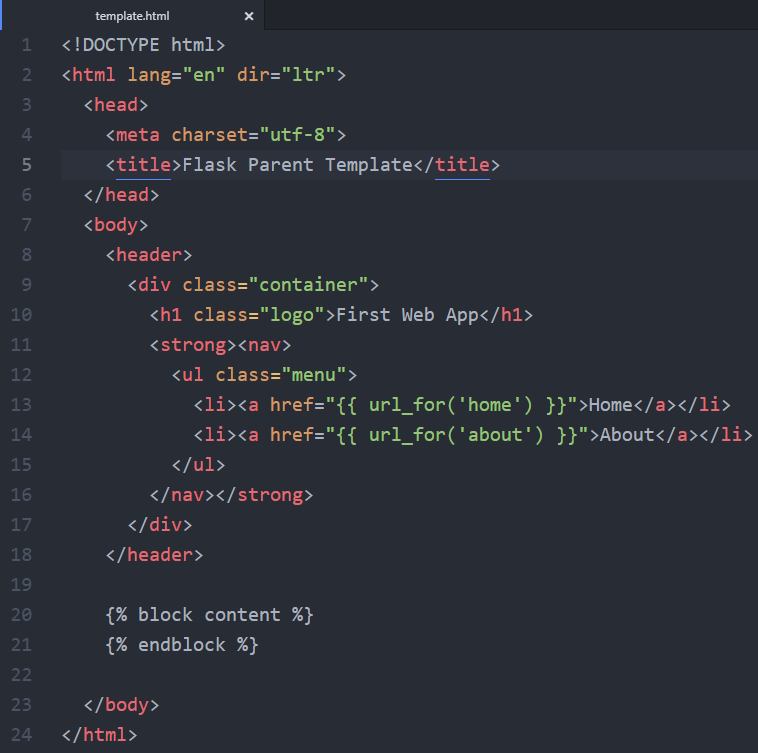 template.html ×
1 <!DOCTYPE html>
2 <html lang="en" dir="ltr">
3   <head>
4     <meta charset="utf-8">
5     <title>Flask Parent Template</title>
6   </head>
7   <body>
8     <header>
9       <div class="container">
10         <h1 class="logo">First Web App</h1>
11         <strong><nav>
12           <ul class="menu">
13             <li><a href="{{ url_for('home') }}">Home</a></li>
14             <li><a href="{{ url_for('about') }}">About</a></li>
15           </ul>
16         </nav></strong>
17       </div>
18     </header>
19
20     {% block content %}
21     {% endblock %}
22
23   </body>
24 </html>